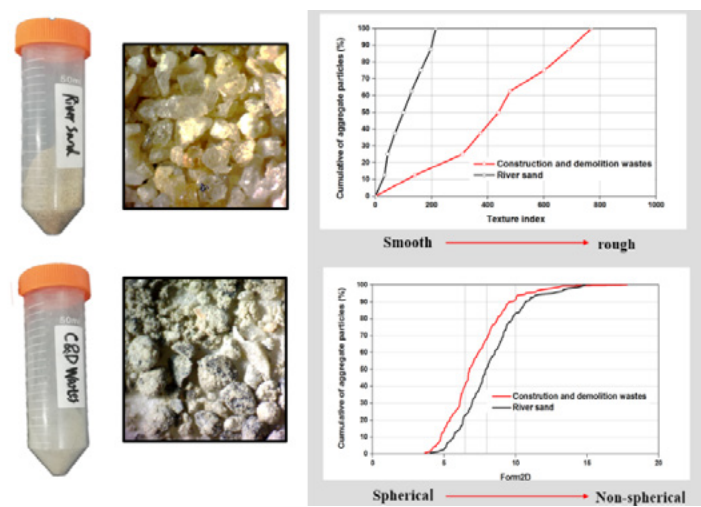 60ml
River Sand
Cumulative of aggregate particles (%)
100
90
80
70
60
50
40
30
20
10
0
Construction and demolition wastes
River sand
0 200 400 600 800 1000
Texture index
Smooth rough
60ml
C&D Wastes
Cumulative of aggregate particles (%)
100
90
80
70
60
50
40
30
20
10
0
Constrution and demolition wastes
River sand
0 5 10 15 20
Form2D
Spherical Non-spherical